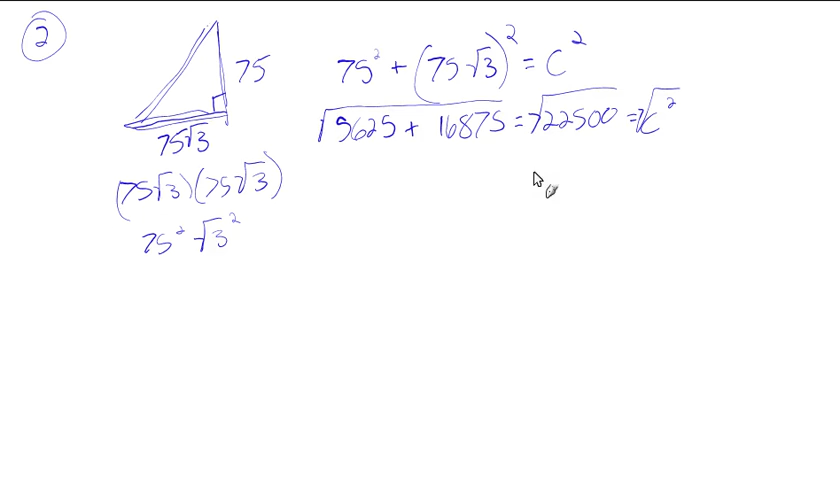 ②
75
75√3
75² + (75√3)² = C²
√5625 + 16875 = √22500 = √C²
(75√3)(75√3)
75² √3²